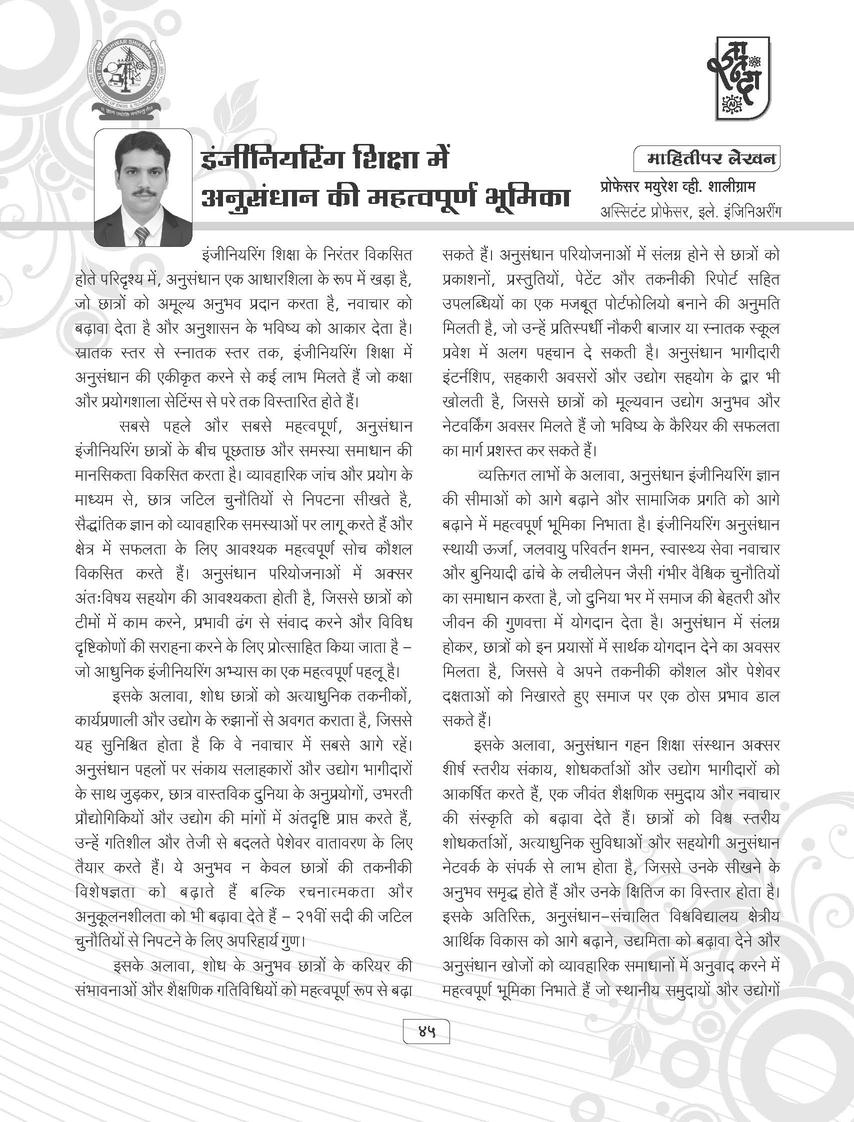 इंजीनियरिंग शिक्षा में
अनुसंधान की महत्वपूर्ण भूमिका
माहितीपर लेखन
प्रोफेसर मयुरेश व्ही. शालीग्राम
अस्सिटंट प्रोफेसर, इले. इंजिनिअरींग
इंजीनियरिंग शिक्षा के निरंतर विकसित
होते परिदृश्य में, अनुसंधान एक आधारशिला के रूप में खड़ा है,
जो छात्रों को अमूल्य अनुभव प्रदान करता है, नवाचार को
बढ़ावा देता है और अनुशासन के भविष्य को आकार देता है।
स्नातक स्तर से स्नातक स्तर तक, इंजीनियरिंग शिक्षा में
अनुसंधान की एकीकृत करने से कई लाभ मिलते हैं जो कक्षा
और प्रयोगशाला सेटिंग्स से परे तक विस्तारित होते हैं।
सबसे पहले और सबसे महत्वपूर्ण, अनुसंधान
इंजीनियरिंग छात्रों के बीच पूछताछ और समस्या समाधान की
मानसिकता विकसित करता है। व्यावहारिक जांच और प्रयोग के
माध्यम से, छात्र जटिल चुनौतियों से निपटना सीखते है,
सैद्धांतिक ज्ञान को व्यावहारिक समस्याओं पर लागू करते हैं और
क्षेत्र में सफलता के लिए आवश्यक महत्वपूर्ण सोच कौशल
विकसित करते हैं। अनुसंधान परियोजनाओं में अक्सर
अंतःविषय सहयोग की आवश्यकता होती है, जिससे छात्रों को
टीमों में काम करने, प्रभावी ढंग से संवाद करने और विविध
दृष्टिकोणों की सराहना करने के लिए प्रोत्साहित किया जाता है –
जो आधुनिक इंजीनियरिंग अभ्यास का एक महत्वपूर्ण पहलू है।
इसके अलावा, शोध छात्रों को अत्याधुनिक तकनीकों,
कार्यप्रणाली और उद्योग के रुझानों से अवगत कराता है, जिससे
यह सुनिश्चित होता है कि वे नवाचार में सबसे आगे रहें।
अनुसंधान पहलों पर संकाय सलाहकारों और उद्योग भागीदारों
के साथ जुड़कर, छात्र वास्तविक दुनिया के अनुप्रयोगों, उभरती
प्रौद्योगिकियों और उद्योग की मांगों में अंतदृष्टि प्राप्त करते हैं,
उन्हें गतिशील और तेजी से बदलते पेशेवर वातावरण के लिए
तैयार करते हैं। ये अनुभव न केवल छात्रों की तकनीकी
विशेषज्ञता को बढ़ाते हैं बल्कि रचनात्मकता और
अनुकूलनशीलता को भी बढ़ावा देते हैं – २१वीं सदी की जटिल
चुनौतियों से निपटने के लिए अपरिहार्य गुण।
इसके अलावा, शोध के अनुभव छात्रों के करियर की
संभावनाओं और शैक्षणिक गतिविधियों को महत्वपूर्ण रूप से बढ़ा
सकते हैं। अनुसंधान परियोजनाओं में संलग्न होने से छात्रों को
प्रकाशनों, प्रस्तुतियों, पेटेंट और तकनीकी रिपोर्ट सहित
उपलब्धियों का एक मजबूत पोर्टफोलियो बनाने की अनुमति
मिलती है, जो उन्हें प्रतिस्पर्धी नौकरी बाजार या स्नातक स्कूल
प्रवेश में अलग पहचान दे सकती है। अनुसंधान भागीदारी
इंटर्नशिप, सहकारी अवसरों और उद्योग सहयोग के द्वार भी
खोलती है, जिससे छात्रों को मूल्यवान उद्योग अनुभव और
नेटवर्किंग अवसर मिलते हैं जो भविष्य के कैरियर की सफलता
का मार्ग प्रशस्त कर सकते हैं।
व्यक्तिगत लाभों के अलावा, अनुसंधान इंजीनियरिंग ज्ञान
की सीमाओं को आगे बढ़ाने और सामाजिक प्रगति को आगे
बढ़ाने में महत्वपूर्ण भूमिका निभाता है। इंजीनियरिंग अनुसंधान
स्थायी ऊर्जा, जलवायु परिवर्तन शमन, स्वास्थ्य सेवा नवाचार
और बुनियादी ढांचे के लचीलेपन जैसी गंभीर वैश्विक चुनौतियों
का समाधान करता है, जो दुनिया भर में समाज की बेहतरी और
जीवन की गुणवत्ता में योगदान देता है। अनुसंधान में संलग्न
होकर, छात्रों को इन प्रयासों में सार्थक योगदान देने का अवसर
मिलता है, जिससे वे अपने तकनीकी कौशल और पेशेवर
दक्षताओं को निखारते हुए समाज पर एक ठोस प्रभाव डाल
सकते हैं।
इसके अलावा, अनुसंधान गहन शिक्षा संस्थान अक्सर
शीर्ष स्तरीय संकाय, शोधकर्ताओं और उद्योग भागीदारों को
आकर्षित करते हैं, एक जीवंत शैक्षणिक समुदाय और नवाचार
की संस्कृति को बढ़ावा देते हैं। छात्रों को विश्व स्तरीय
शोधकर्ताओं, अत्याधुनिक सुविधाओं और सहयोगी अनुसंधान
नेटवर्क के संपर्क से लाभ होता है, जिससे उनके सीखने के
अनुभव समृद्ध होते हैं और उनके क्षितिज का विस्तार होता है।
इसके अतिरिक्त, अनुसंधान–संचालित विश्वविद्यालय क्षेत्रीय
आर्थिक विकास को आगे बढ़ाने, उद्यमिता को बढ़ावा देने और
अनुसंधान खोजों को व्यावहारिक समाधानों में अनुवाद करने में
महत्वपूर्ण भूमिका निभाते हैं जो स्थानीय समुदायों और उद्योगों
४५